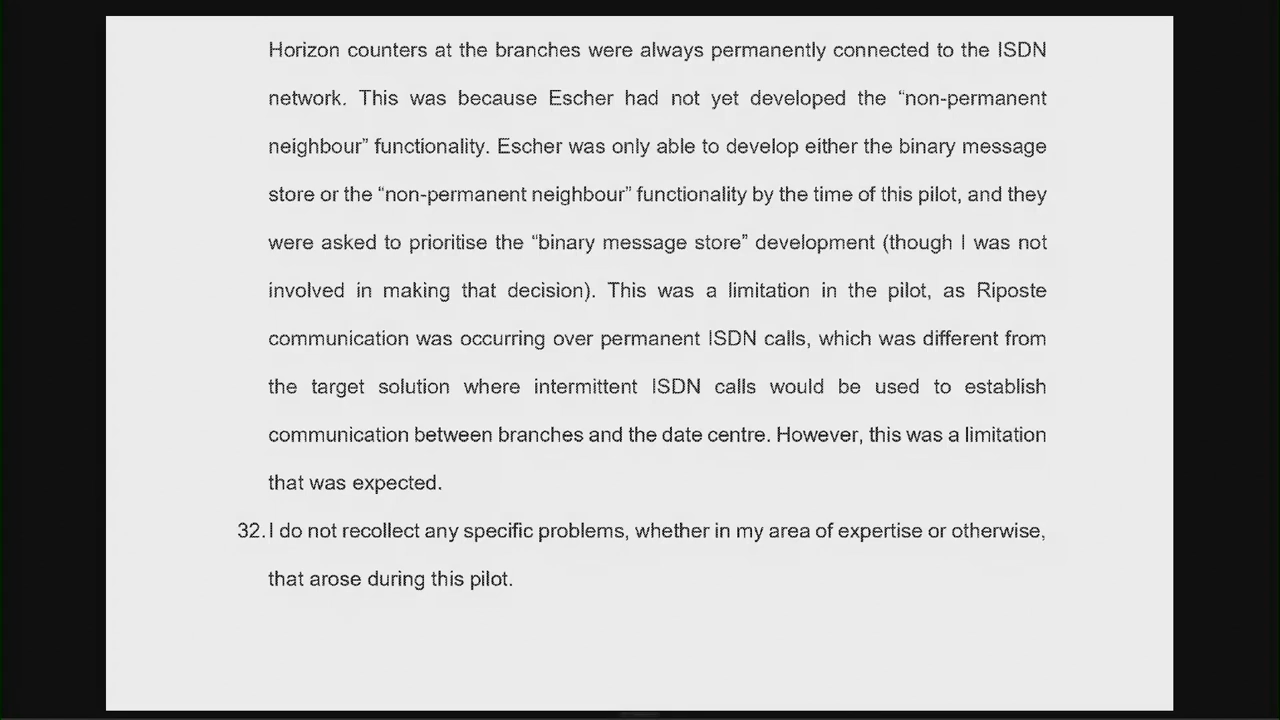 Horizon counters at the branches were always permanently connected to the ISDN
network. This was because Escher had not yet developed the “non-permanent
neighbour” functionality. Escher was only able to develop either the binary message
store or the “non-permanent neighbour” functionality by the time of this pilot, and they
were asked to prioritise the “binary message store” development (though I was not
involved in making that decision). This was a limitation in the pilot, as Riposte
communication was occurring over permanent ISDN calls, which was different from
the target solution where intermittent ISDN calls would be used to establish
communication between branches and the date centre. However, this was a limitation
that was expected.
32. I do not recollect any specific problems, whether in my area of expertise or otherwise,
that arose during this pilot.